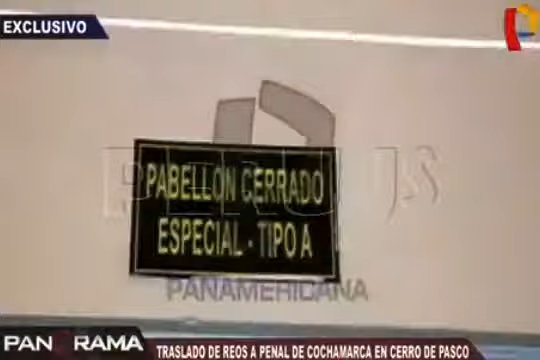 EXCLUSIVO
PABELLON CERRADO
ESPECIAL - TIPO A
PANAMERICANA
PANORAMA
TRASLADO DE REOS A PENAL DE COCHAMARCA EN CERRO DE PASCO